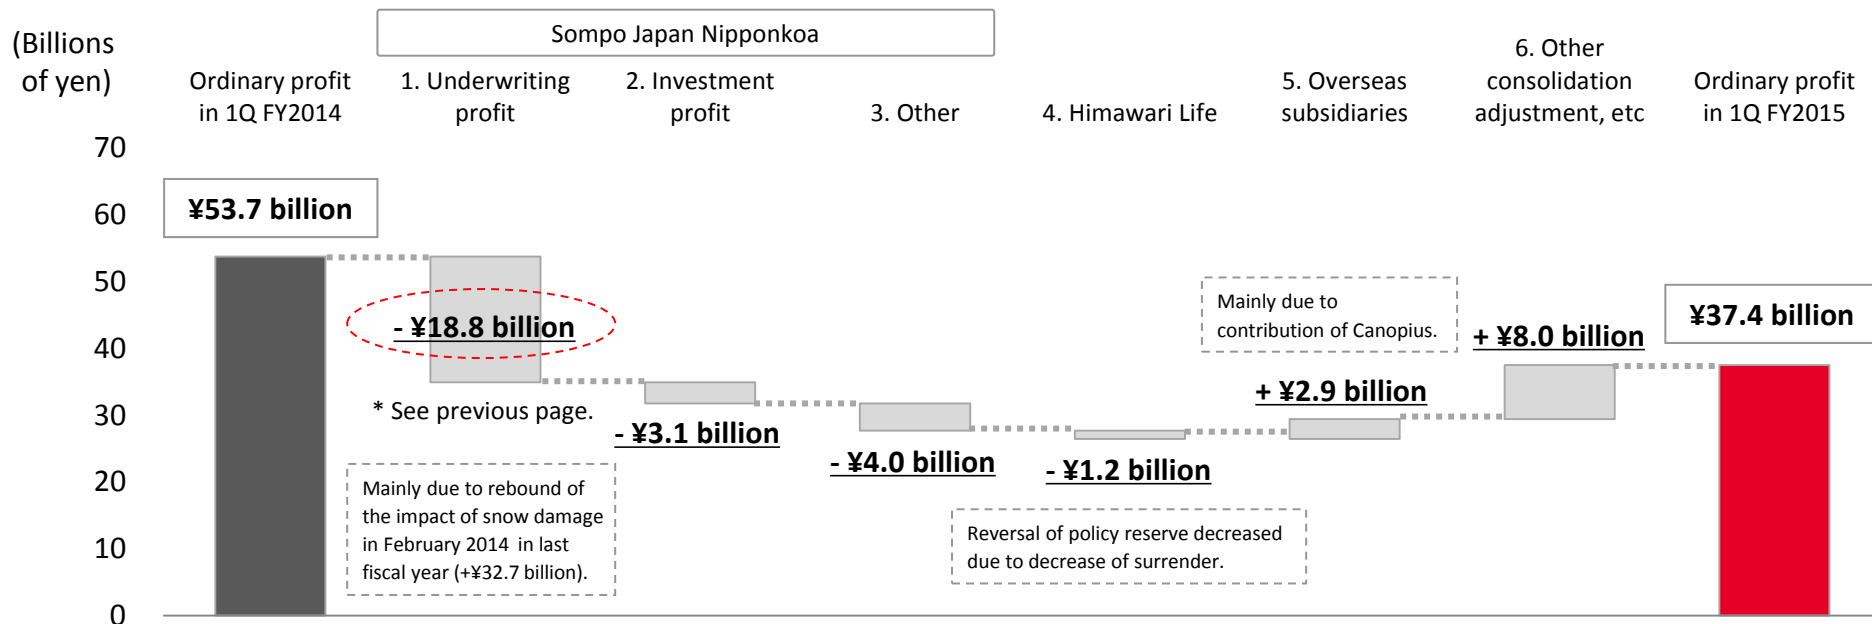 (Billions
of yen)
Sompo Japan Nipponkoa
Ordinary profit
in 1Q FY2014
1. Underwriting
profit
2. Investment
profit
3. Other
4. Himawari Life
5. Overseas
subsidiaries
6. Other
consolidation
adjustment, etc
Ordinary profit
in 1Q FY2015
70
60
50
40
30
20
10
0
¥53.7 billion
- ¥18.8 billion
* See previous page.
Mainly due to rebound of
the impact of snow damage
in February 2014 in last
fiscal year (+¥32.7 billion).
- ¥3.1 billion
- ¥4.0 billion
- ¥1.2 billion
Reversal of policy reserve decreased
due to decrease of surrender.
Mainly due to
contribution of Canopius.
+ ¥2.9 billion
+ ¥8.0 billion
¥37.4 billion